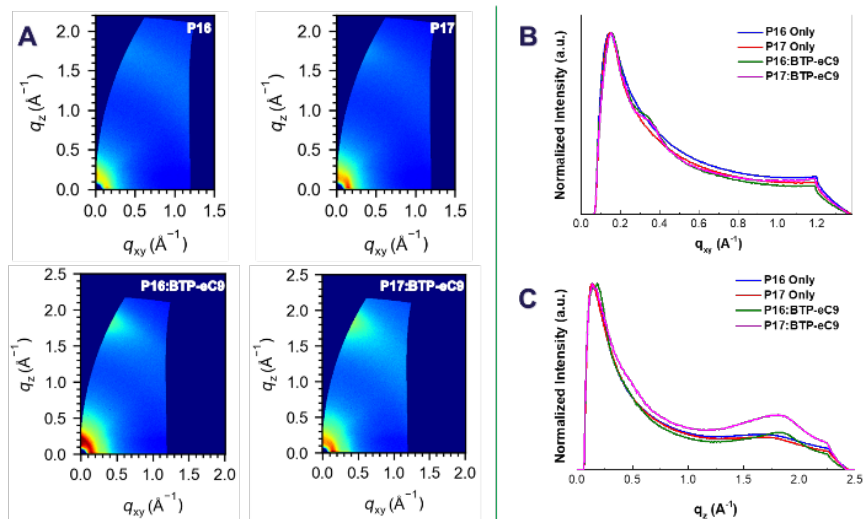 A
P16
2.0
1.5
1.0
0.5
0.0
qz (Å−1)
0.0 0.5 1.0 1.5
qxy (Å−1)
P17
2.0
1.5
1.0
0.5
0.0
qz (Å−1)
0.0 0.5 1.0 1.5
qxy (Å−1)
P16:BTP-eC9
2.5
2.0
1.5
1.0
0.5
0.0
qz (Å−1)
0.0 0.5 1.0 1.5 2.0
qxy (Å−1)
P17:BTP-eC9
2.5
2.0
1.5
1.0
0.5
0.0
qz (Å−1)
0.0 0.5 1.0 1.5 2.0
qxy (Å−1)
B
P16 Only
P17 Only
P16:BTP-eC9
P17:BTP-eC9
Normalized Intensity (a.u.)
0.0 0.2 0.4 0.6 0.8 1.0 1.2
qxy (A-1)
C
P16 Only
P17 Only
P16:BTP-eC9
P17:BTP-eC9
Normalized Intensity (a.u.)
0.0 0.5 1.0 1.5 2.0 2.5
qz (A-1)